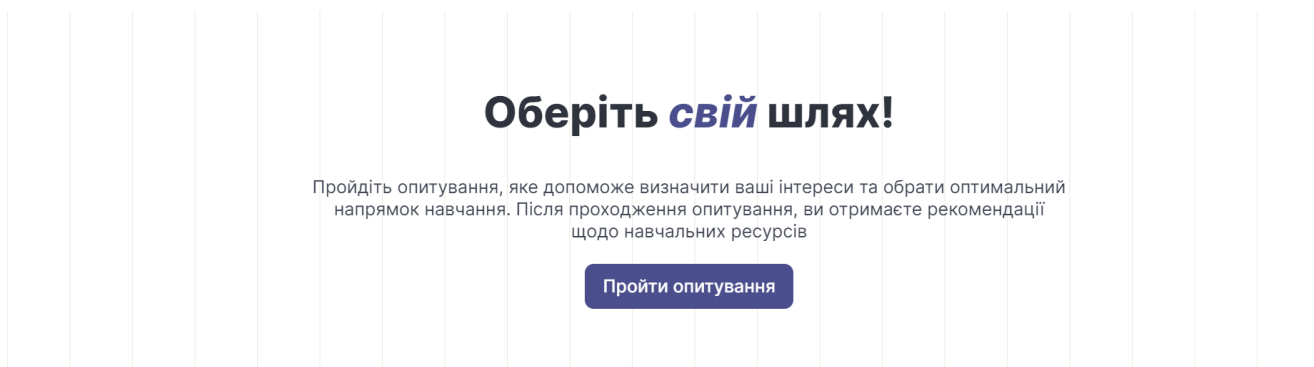 Оберіть свій шлях!
Пройдіть опитування, яке допоможе визначити ваші інтереси та обрати оптимальний
напрямок навчання. Після проходження опитування, ви отримаєте рекомендації
щодо навчальних ресурсів
Пройти опитування